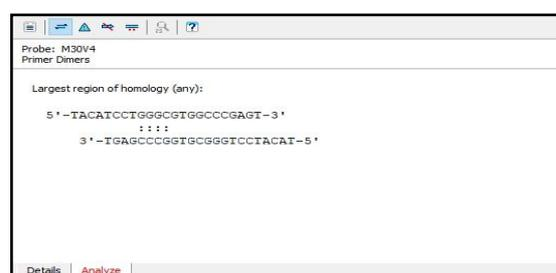 Probe: M30V4
Primer Dimers
Largest region of homology (any):
5'-TACATCCTGGGCGTGGCCCGAGT-3'
::::
3'-TGAGCCCGGTGCGGGTCCTACAT-5'
Details Analyze